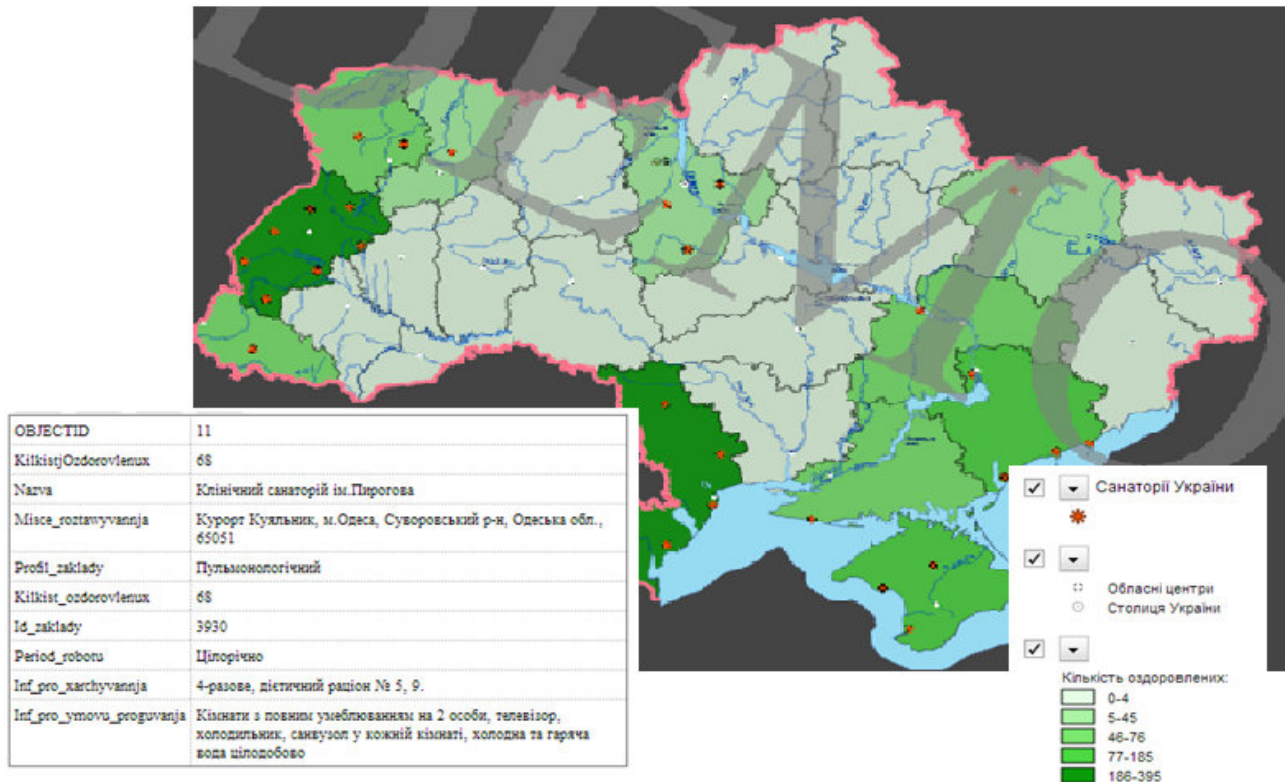 ДЕМО
OBJECTID 11
KilkistjOzdorovlenux 68
Nazva Клінічний санаторій ім.Пирогова
Misce_roztawyvannja Курорт Куяльник, м.Одеса, Суворовський р-н, Одеська обл.,
65051
Profil_zaklady Пульмонологічний
Kilkist_ozdorovlenux 68
Id_zaklady 3930
Period_robotu Цілорічно
Inf_pro_xarchyvannja 4-разове, дієтичний раціон № 5, 9.
Inf_pro_ymovu_proguvanja Кімнати з повним умеблюванням на 2 особи, телевізор,
холодильник, санвузол у кожній кімнаті, холодна та гаряча
вода цілодобово
Санаторії України
Обласні центри
Столиця України
Кількість оздоровлених:
0-4
5-45
46-76
77-185
186-395